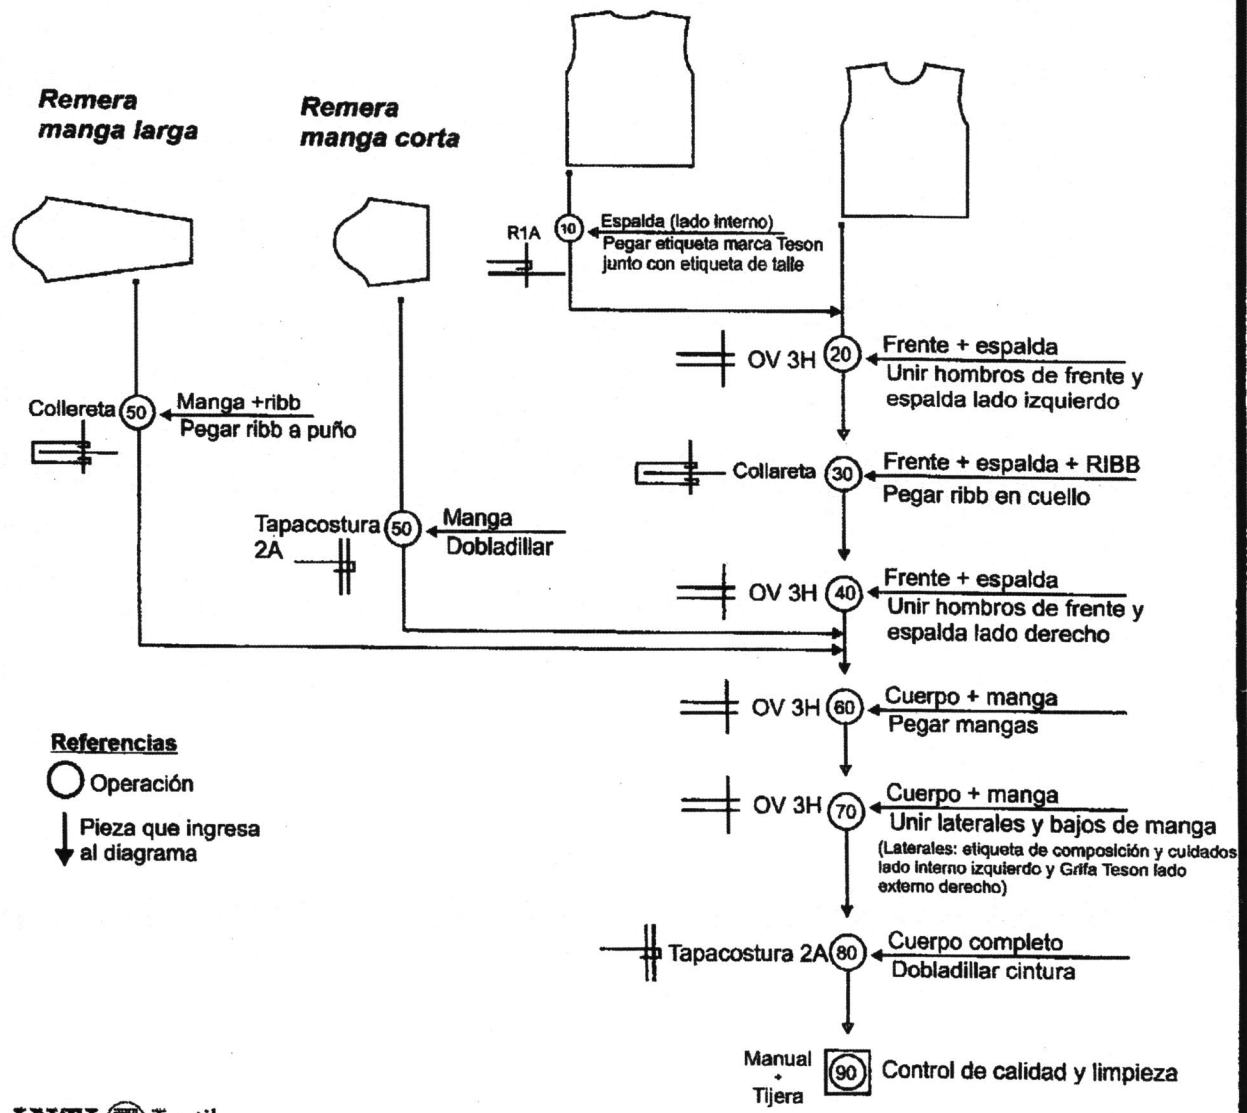 Remera
manga larga
Remera
manga corta
R1A
10
Espalda (lado interno)
Pegar etiqueta marca Teson
junto con etiqueta de talle
OV 3H
20
Frente + espalda
Unir hombros de frente y
espalda lado izquierdo
Collereta
50
Manga +ribb
Pegar ribb a puño
Collareta
30
Frente + espalda + RIBB
Pegar ribb en cuello
Tapacostura
2A
50
Manga
Dobladillar
OV 3H
40
Frente + espalda
Unir hombros de frente y
espalda lado derecho
OV 3H
60
Cuerpo + manga
Pegar mangas
Referencias
Operación
Pieza que ingresa
al diagrama
OV 3H
70
Cuerpo + manga
Unir laterales y bajos de manga
(Laterales: etiqueta de composición y cuidados
lado interno izquierdo y Grifa Teson lado
externo derecho)
Tapacostura 2A
80
Cuerpo completo
Dobladillar cintura
Manual
+
Tijera
90
Control de calidad y limpieza